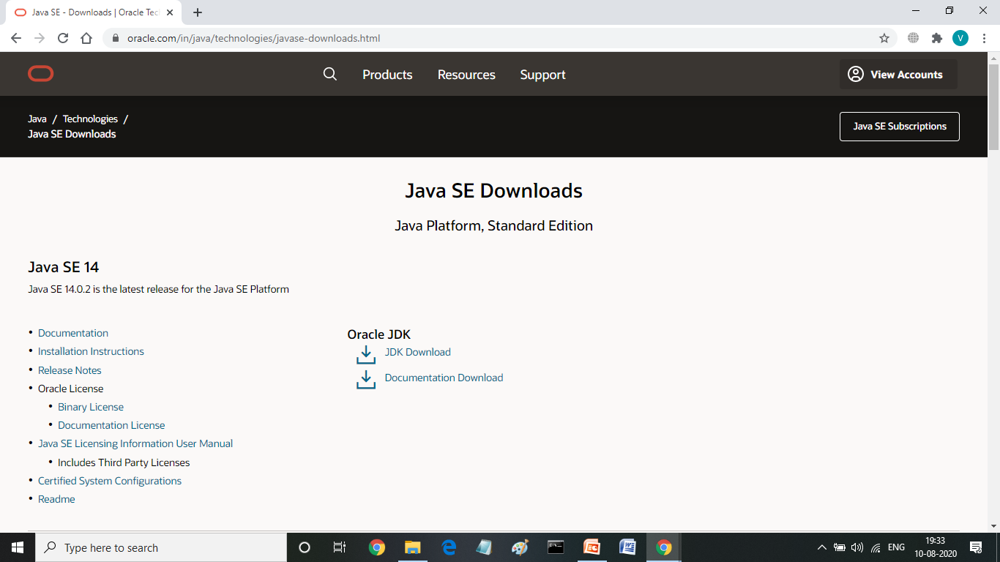 Java SE - Downloads | Oracle Tec
oracle.com/in/java/technologies/javase-downloads.html
V
Products Resources Support
View Accounts
Java / Technologies /
Java SE Downloads
Java SE Subscriptions
Java SE Downloads
Java Platform, Standard Edition
Java SE 14
Java SE 14.0.2 is the latest release for the Java SE Platform
• Documentation
• Installation Instructions
• Release Notes
• Oracle License
• Binary License
• Documentation License
• Java SE Licensing Information User Manual
• Includes Third Party Licenses
• Certified System Configurations
• Readme
Oracle JDK
JDK Download
Documentation Download
Type here to search
ENG
19:33
10-08-2020